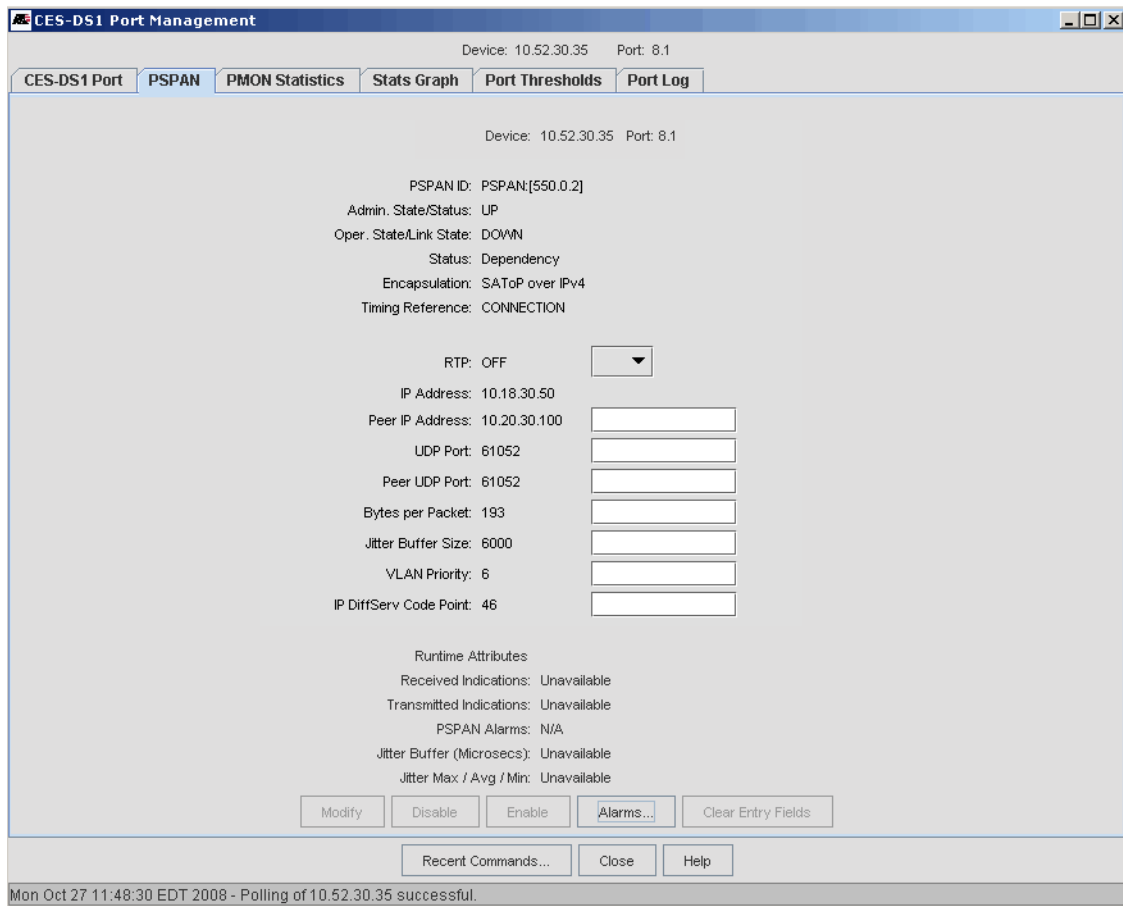 CES-DS1 Port Management
Device: 10.52.30.35 Port: 8.1
CES-DS1 Port PSPAN PMON Statistics Stats Graph Port Thresholds Port Log
Device: 10.52.30.35 Port: 8.1
PSPAN ID: PSPAN:[550.0.2]
Admin. State/Status: UP
Oper. State/Link State: DOWN
Status: Dependency
Encapsulation: SAToP over IPv4
Timing Reference: CONNECTION
RTP: OFF
IP Address: 10.18.30.50
Peer IP Address: 10.20.30.100
UDP Port: 61052
Peer UDP Port: 61052
Bytes per Packet: 193
Jitter Buffer Size: 6000
VLAN Priority: 6
IP DiffServ Code Point: 46
Runtime Attributes
Received Indications: Unavailable
Transmitted Indications: Unavailable
PSPAN Alarms: N/A
Jitter Buffer (Microsecs): Unavailable
Jitter Max / Avg / Min: Unavailable
Modify Disable Enable Alarms... Clear Entry Fields
Recent Commands... Close Help
Mon Oct 27 11:48:30 EDT 2008 - Polling of 10.52.30.35 successful.